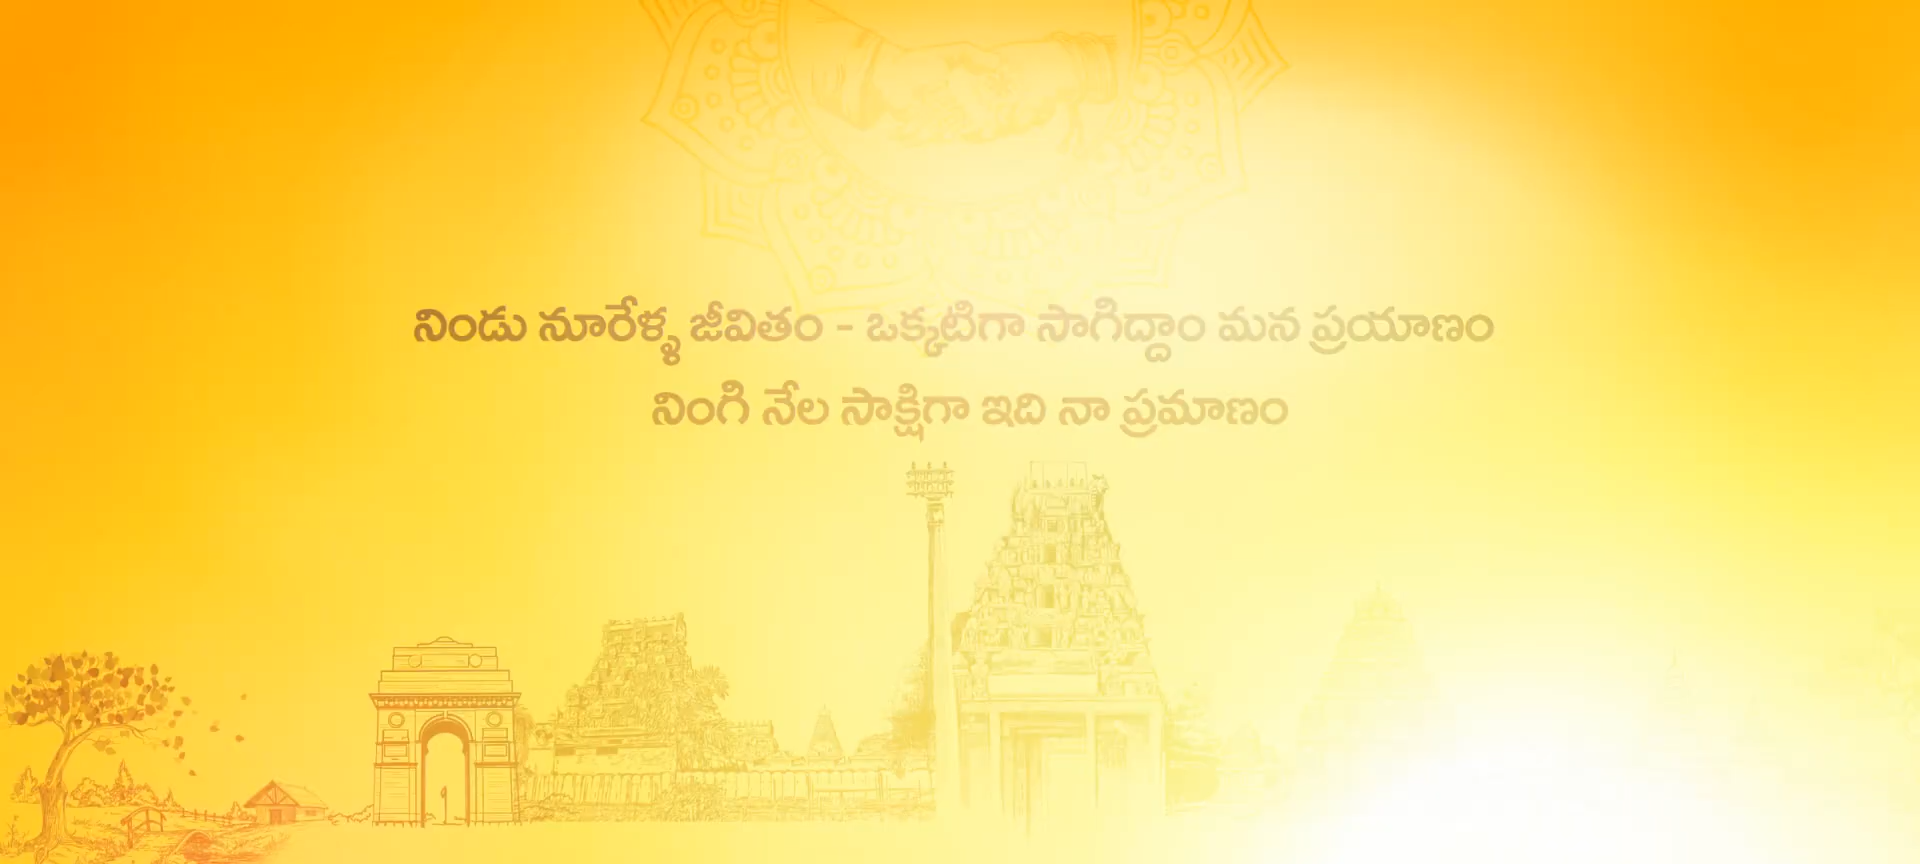 నిండు నూరేళ్ళ జీవితం - ఒక్కటిగా సాగిద్దాం మన ప్రయాణం
నింగి నేల సాక్షిగా ఇది నా ప్రమాణం